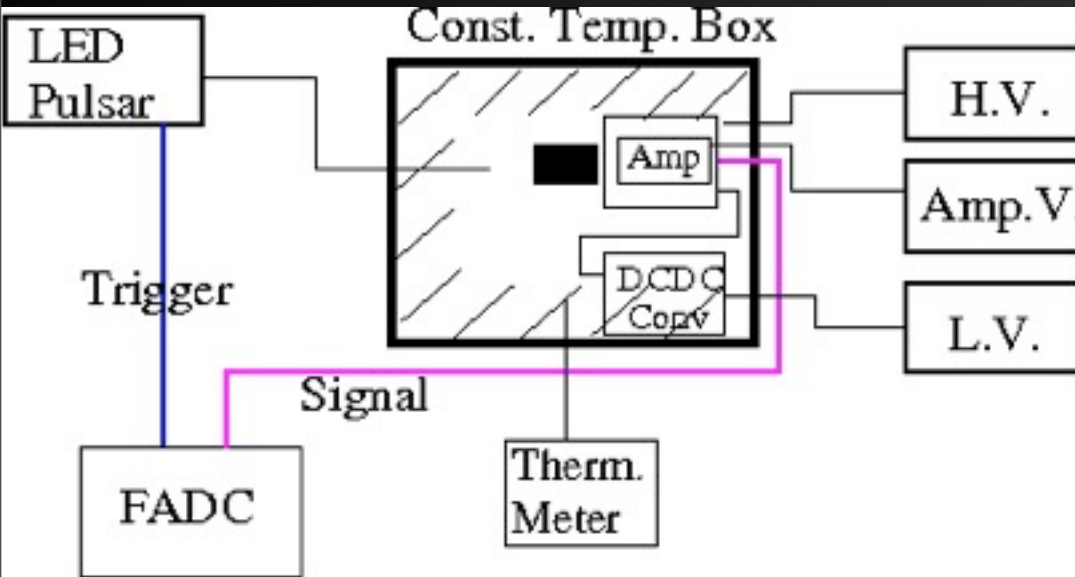 Const. Temp. Box
LED
Pulsar
H.V.
Amp
Amp.V.
Trigger
DCDC
Conv
L.V.
Signal
Therm.
Meter
FADC